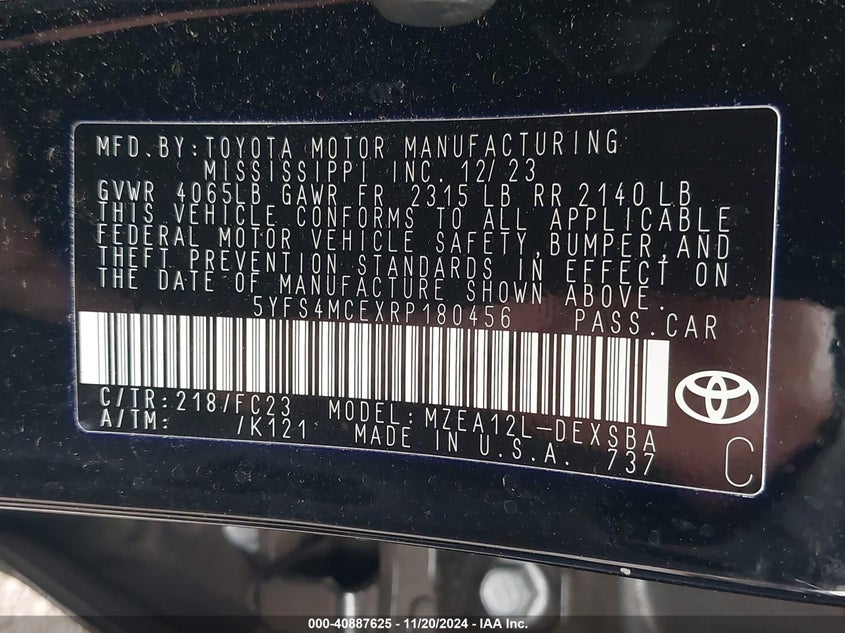 MFD.BY:TOYOTA MOTOR MANUFACTURING
MISSISSIPPI INC. 12/23
GVWR 4065LB GAWR FR 2315 LB RR 2140 LB
THIS VEHICLE CONFORMS TO ALL APPLICABLE
FEDERAL MOTOR VEHICLE SAFETY,BUMPER,AND
THEFT PREVENTION STANDARDS IN EFFECT ON
THE DATE OF MANUFACTURE SHOWN ABOVE.
5YFS4MCEXRP180456 PASS.CAR
C/TR:218/FC23 MODEL:MZEA12L-DEXSBA
A/TM: /K121 MADE IN U.S.A. 737
C
000-40887625 - 11/20/2024 - IAA Inc.